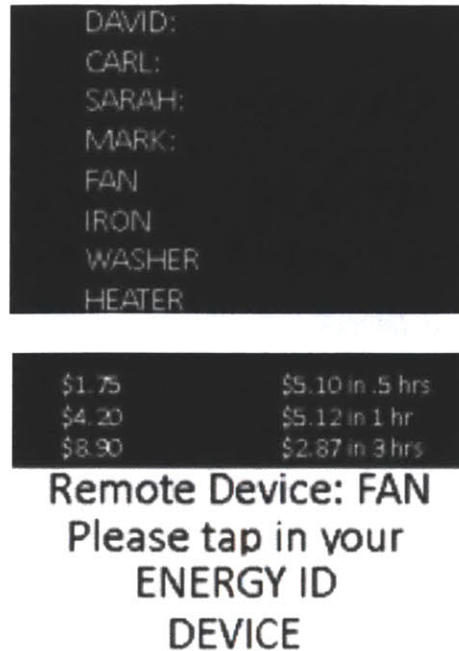 DAVID:
CARL:
SARAH:
MARK:
FAN
IRON
WASHER
HEATER
$1.75 $5.10 in .5 hrs
$4.20 $5.12 in 1 hr
$8.90 $2.87 in 3 hrs
Remote Device: FAN
Please tap in your
ENERGY ID
DEVICE